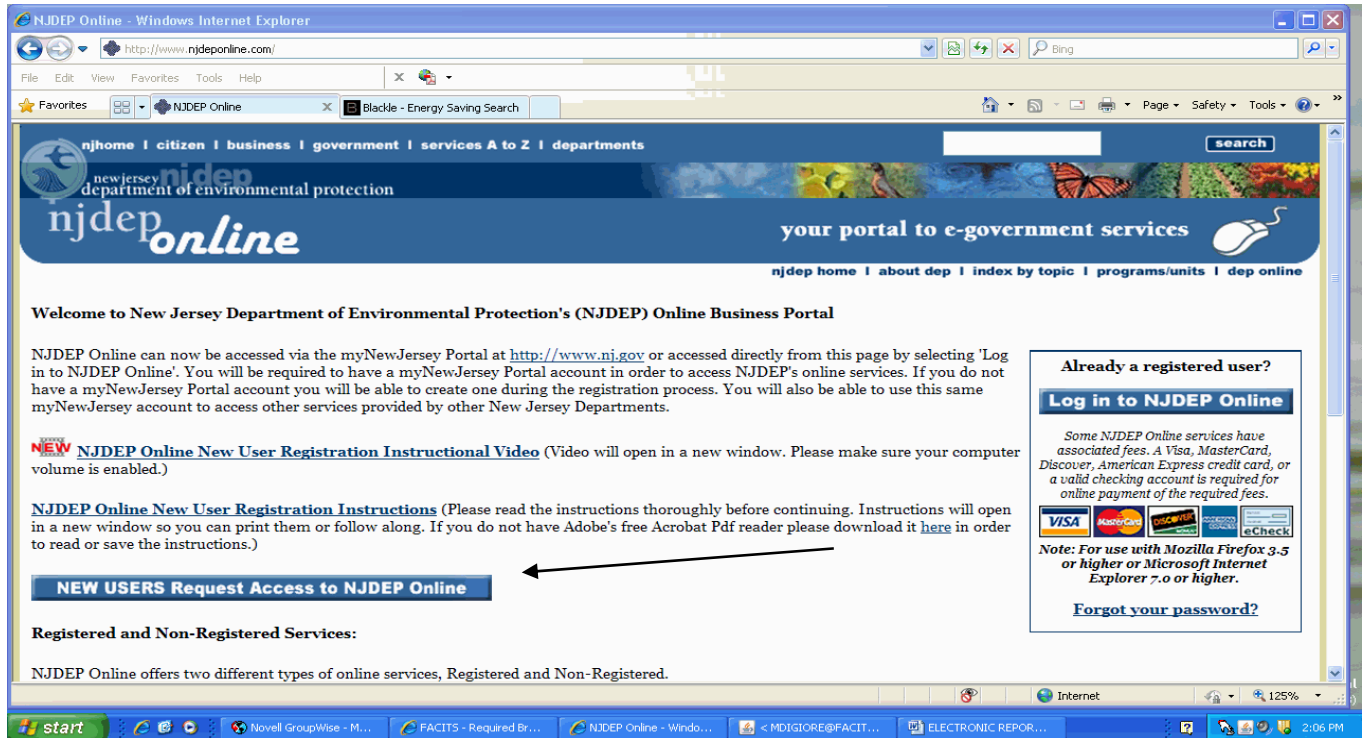 NJDEP Online - Windows Internet Explorer
http://www.njdeponline.com/
Bing
File Edit View Favorites Tools Help
x
Favorites
NJDEP Online x
Blackle - Energy Saving Search
Page Safety Tools
njhome | citizen | business | government | services A to Z | departments
search
new jersey njdep
department of environmental protection
njdep online
your portal to e-government services
njdep home | about dep | index by topic | programs/units | dep online
Welcome to New Jersey Department of Environmental Protection's (NJDEP) Online Business Portal
NJDEP Online can now be accessed via the myNewJersey Portal at http://www.nj.gov or accessed directly from this page by selecting 'Log
in to NJDEP Online'. You will be required to have a myNewJersey Portal account in order to access NJDEP's online services. If you do not
have a myNewJersey Portal account you will be able to create one during the registration process. You will also be able to use this same
myNewJersey account to access other services provided by other New Jersey Departments.
NEW NJDEP Online New User Registration Instructional Video (Video will open in a new window. Please make sure your computer
volume is enabled.)
NJDEP Online New User Registration Instructions (Please read the instructions thoroughly before continuing. Instructions will open
in a new window so you can print them or follow along. If you do not have Adobe's free Acrobat Pdf reader please download it here in order
to read or save the instructions.)
NEW USERS Request Access to NJDEP Online
Registered and Non-Registered Services:
NJDEP Online offers two different types of online services, Registered and Non-Registered.
Already a registered user?
Log in to NJDEP Online
Some NJDEP Online services have
associated fees. A Visa, MasterCard,
Discover, American Express credit card, or
a valid checking account is required for
online payment of the required fees.
VISA MasterCard DISCOVER AMERICAN EXPRESS eCheck
Note: For use with Mozilla Firefox 3.5
or higher or Microsoft Internet
Explorer 7.0 or higher.
Forgot your password?
Internet
125%
start
Novell GroupWise - M...
FACITS - Required Br...
NJDEP Online - Windo...
< MDIGIORE@FACIT...
ELECTRONIC REPOR...
2:06 PM